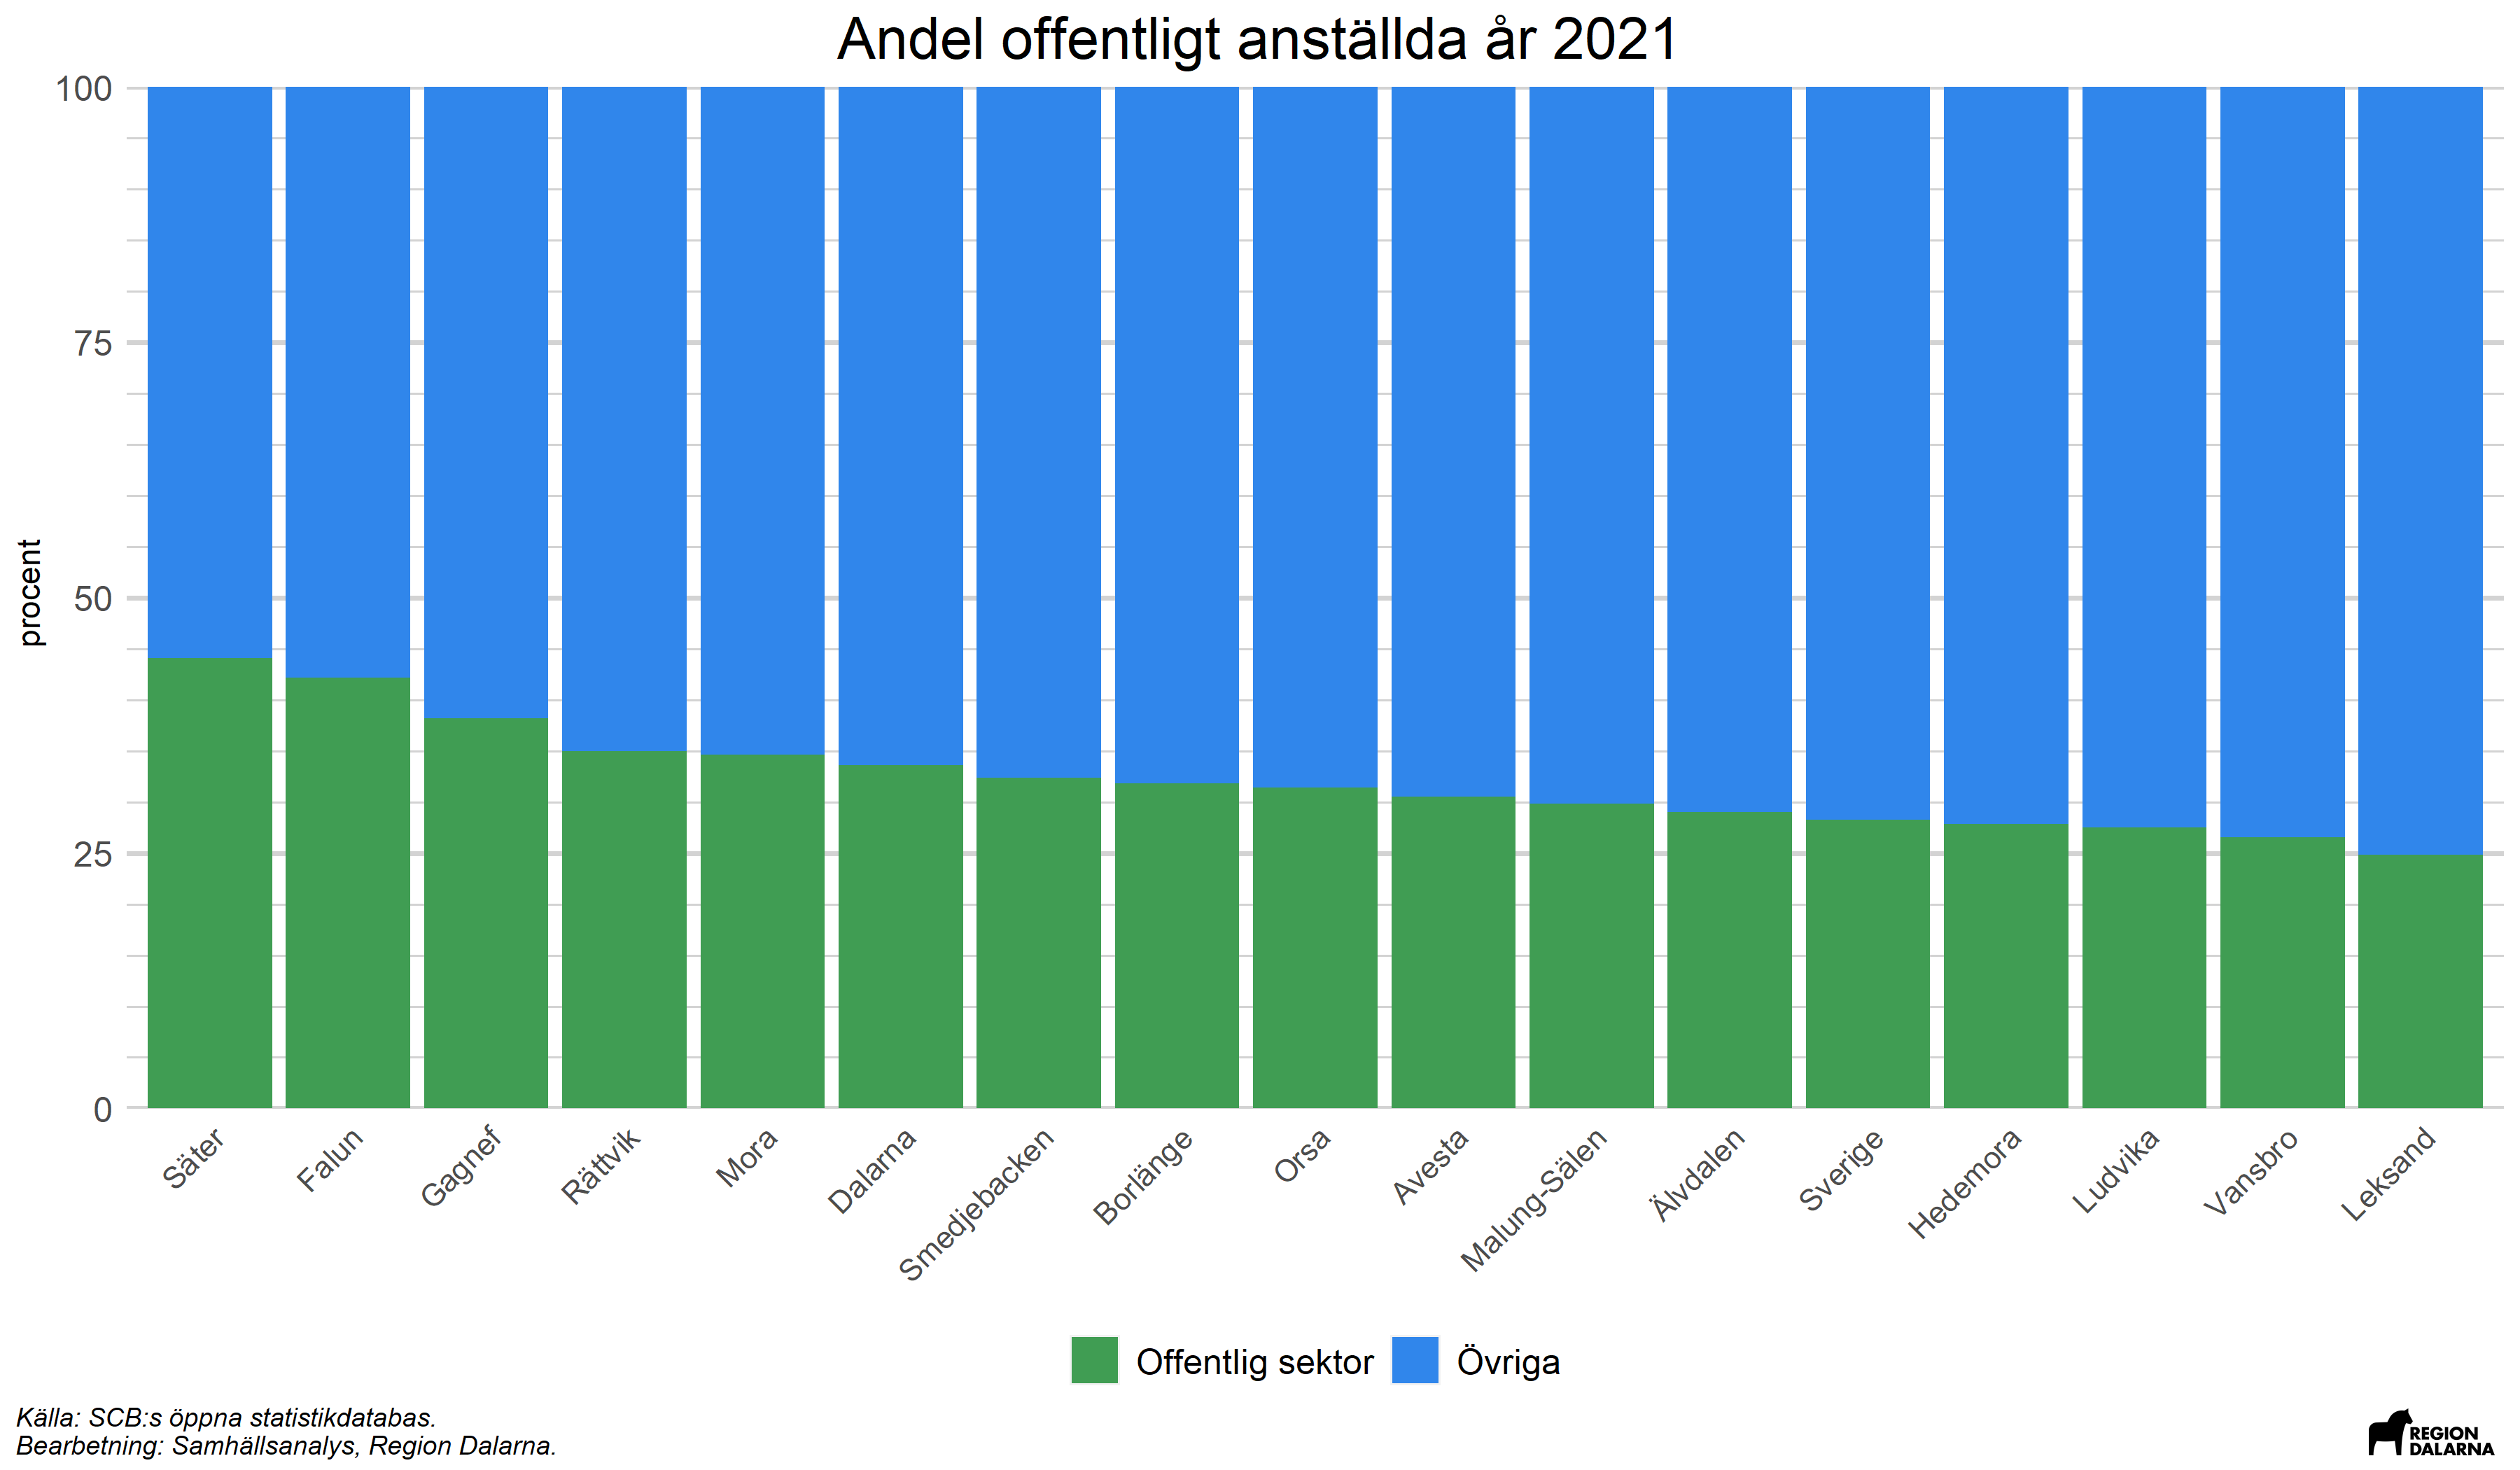 Andel offentligt anställda år 2021
100
75
50
25
0
procent
Säter
Falun
Gagnef
Rättvik
Mora
Dalarna
Smedjebacken
Borlänge
Orsa
Avesta
Malung-Sälen
Älvdalen
Sverige
Hedemora
Ludvika
Vansbro
Leksand
Offentlig sektor
Övriga
Källa: SCB:s öppna statistikdatabas.
Bearbetning: Samhällsanalys, Region Dalarna.
REGION
DALARNA